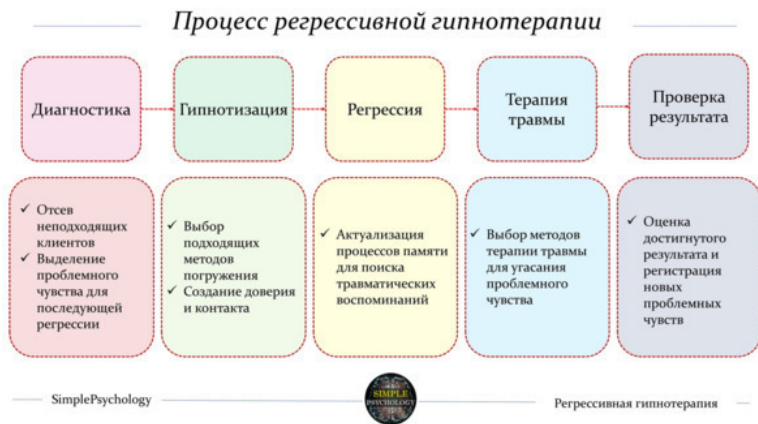 Процесс регрессивной гипнотерапии
Диагностика
Гипнотизация
Регрессия
Терапия
травмы
Проверка
результата
✓ Отсев
неподходящих
клиентов
✓ Выделение
проблемного
чувства для
последующей
регрессии
✓ Выбор
подходящих
методов
погружения
✓ Создание доверия
и контакта
✓ Актуализация
процессов памяти
для поиска
травматических
воспоминаний
✓ Выбор методов
терапии травмы
для угасания
проблемного
чувства
✓ Оценка
достигнутого
результата и
регистрация
новых
проблемных
чувств
SimplePsychology
SIMPLE
PSYCHOLOGY
Регрессивная гипнотерапия